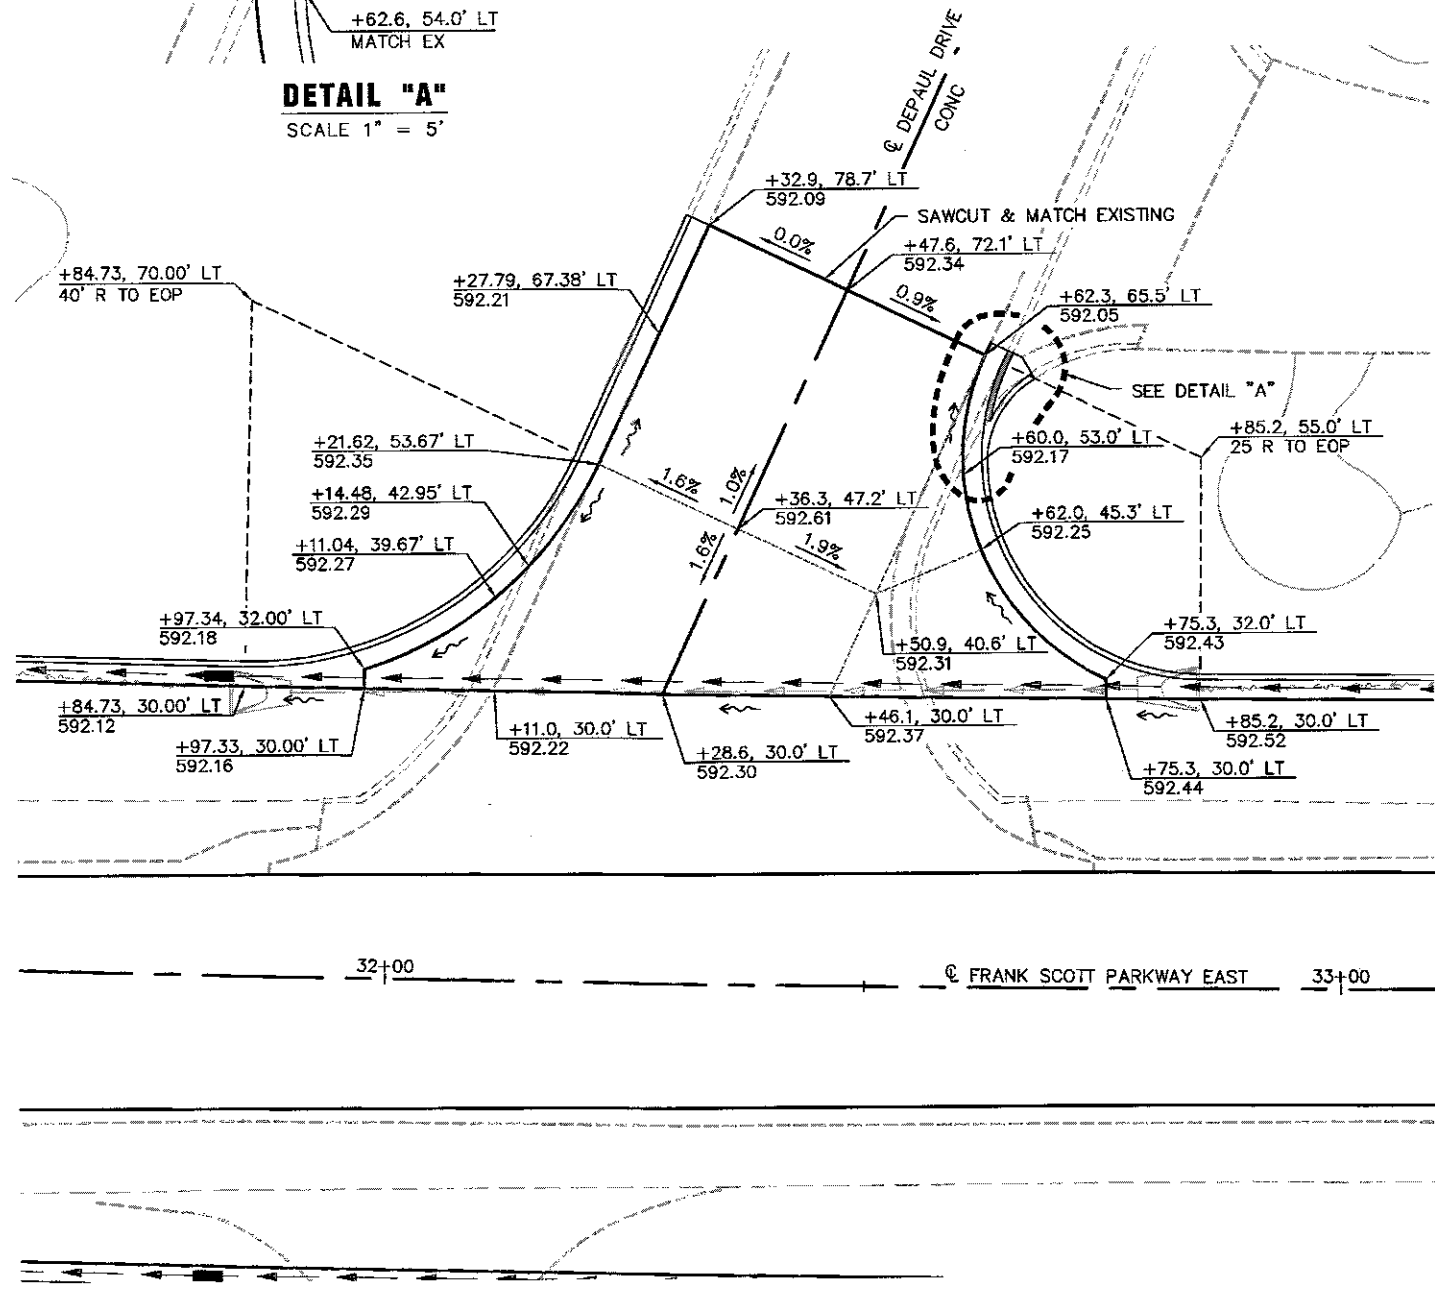 +62.6, 54.0' LT
MATCH EX
DETAIL "A"
SCALE 1" = 5'
℄ DEPAUL DRIVE
CONC
+32.9, 78.7' LT
592.09
SAWCUT & MATCH EXISTING
0.0%
+47.6, 72.1' LT
592.34
+84.73, 70.00' LT
40' R TO EOP
+27.79, 67.38' LT
592.21
0.9%
+62.3, 65.5' LT
592.05
SEE DETAIL "A"
+21.62, 53.67' LT
592.35
+60.0, 53.0' LT
592.17
+85.2, 55.0' LT
25 R TO EOP
1.6%
1.0%
+14.48, 42.95' LT
592.29
+36.3, 47.2' LT
592.61
+62.0, 45.3' LT
592.25
+11.04, 39.67' LT
592.27
1.6%
1.9%
+97.34, 32.00' LT
592.18
+50.9, 40.6' LT
592.31
+75.3, 32.0' LT
592.43
+84.73, 30.00' LT
592.12
+97.33, 30.00' LT
592.16
+11.0, 30.0' LT
592.22
+28.6, 30.0' LT
592.30
+46.1, 30.0' LT
592.37
+85.2, 30.0' LT
592.52
+75.3, 30.0' LT
592.44
32+00
℄ FRANK SCOTT PARKWAY EAST
33+00